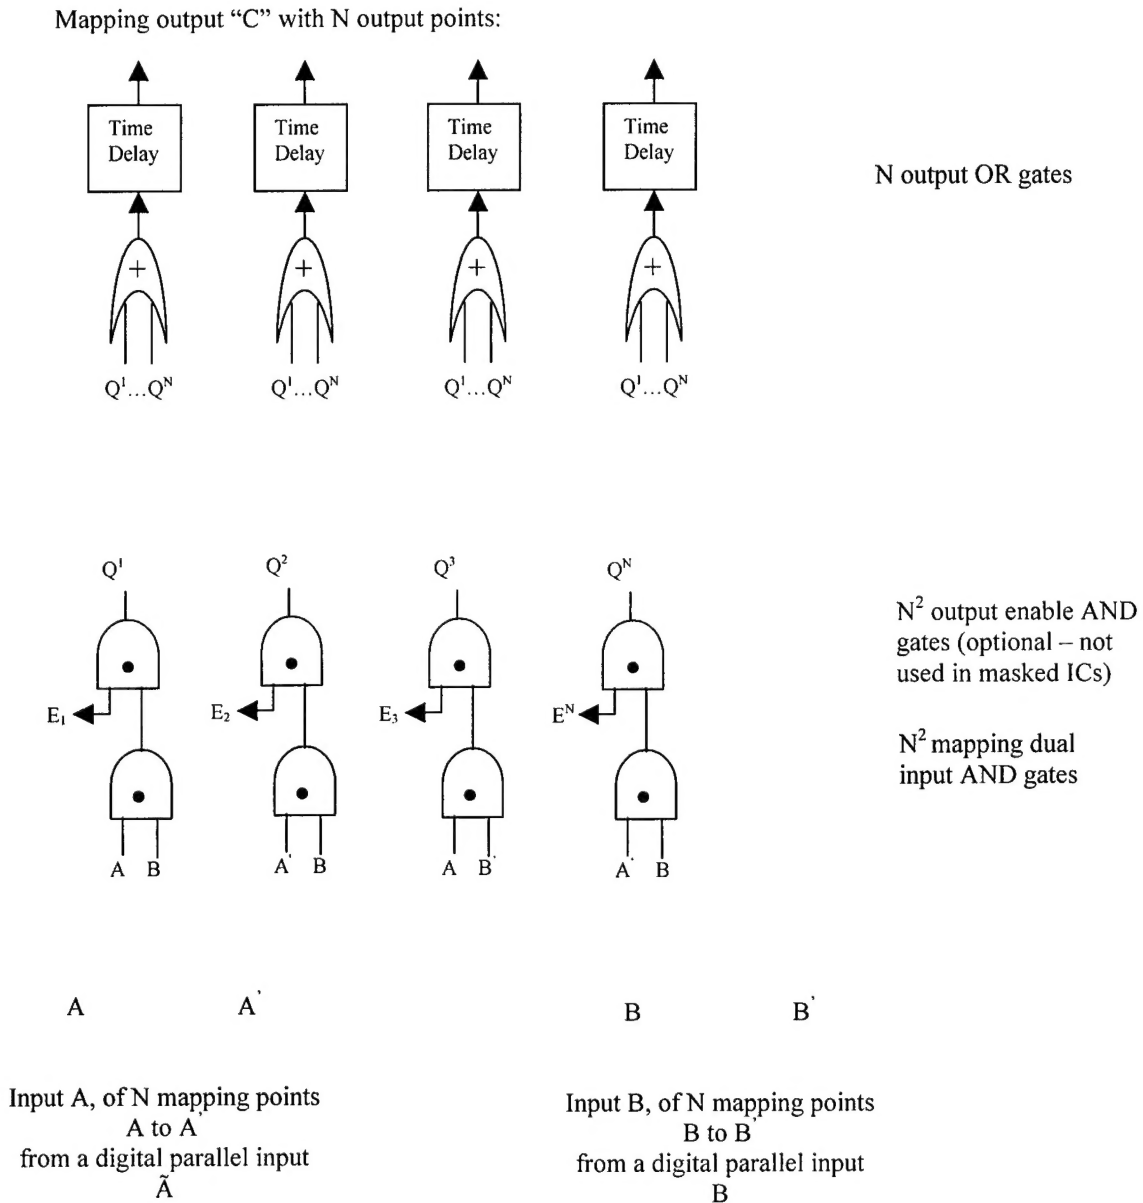 Mapping output “C” with N output points:
Time Delay
Time Delay
Time Delay
Time Delay
N output OR gates
+
+
+
+
Q¹...Qᴺ
Q¹...Qᴺ
Q¹...Qᴺ
Q¹...Qᴺ
Q¹
Q²
Q³
Qᴺ
N² output enable AND
gates (optional – not
used in masked ICs)
E₁
E₂
E₃
Eᴺ
N² mapping dual
input AND gates
A B
A' B
A B'
A' B
A
A'
B
B'
Input A, of N mapping points
A to A'
from a digital parallel input
Ã
Input B, of N mapping points
B to B'
from a digital parallel input
B